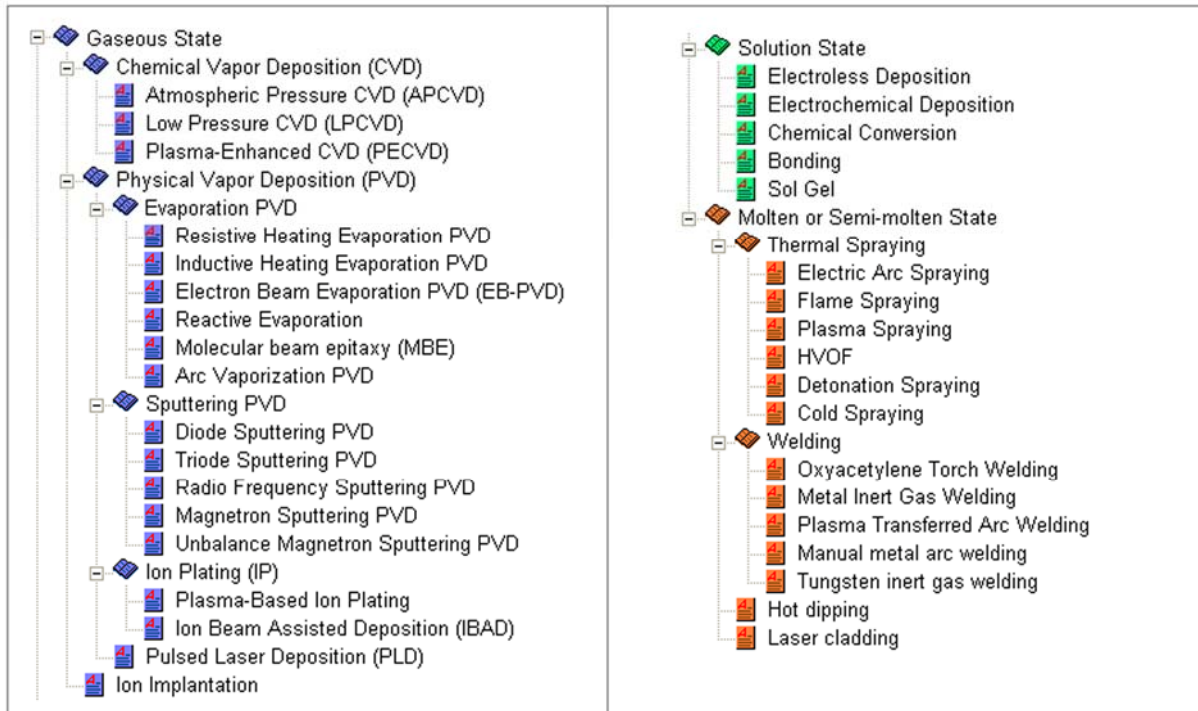 Gaseous State
Chemical Vapor Deposition (CVD)
Atmospheric Pressure CVD (APCVD)
Low Pressure CVD (LPCVD)
Plasma-Enhanced CVD (PECVD)
Physical Vapor Deposition (PVD)
Evaporation PVD
Resistive Heating Evaporation PVD
Inductive Heating Evaporation PVD
Electron Beam Evaporation PVD (EB-PVD)
Reactive Evaporation
Molecular beam epitaxy (MBE)
Arc Vaporization PVD
Sputtering PVD
Diode Sputtering PVD
Triode Sputtering PVD
Radio Frequency Sputtering PVD
Magnetron Sputtering PVD
Unbalance Magnetron Sputtering PVD
Ion Plating (IP)
Plasma-Based Ion Plating
Ion Beam Assisted Deposition (IBAD)
Pulsed Laser Deposition (PLD)
Ion Implantation
Solution State
Electroless Deposition
Electrochemical Deposition
Chemical Conversion
Bonding
Sol Gel
Molten or Semi-molten State
Thermal Spraying
Electric Arc Spraying
Flame Spraying
Plasma Spraying
HVOF
Detonation Spraying
Cold Spraying
Welding
Oxyacetylene Torch Welding
Metal Inert Gas Welding
Plasma Transferred Arc Welding
Manual metal arc welding
Tungsten inert gas welding
Hot dipping
Laser cladding